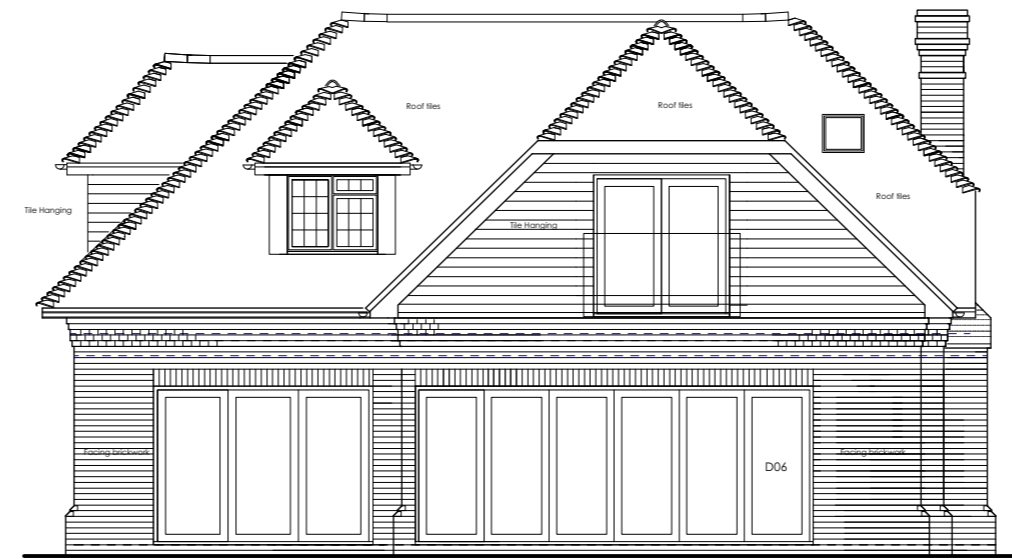 Roof tiles
Roof tiles
Roof tiles
Tile Hanging
Tile Hanging
Facing brickwork
Facing brickwork
D06